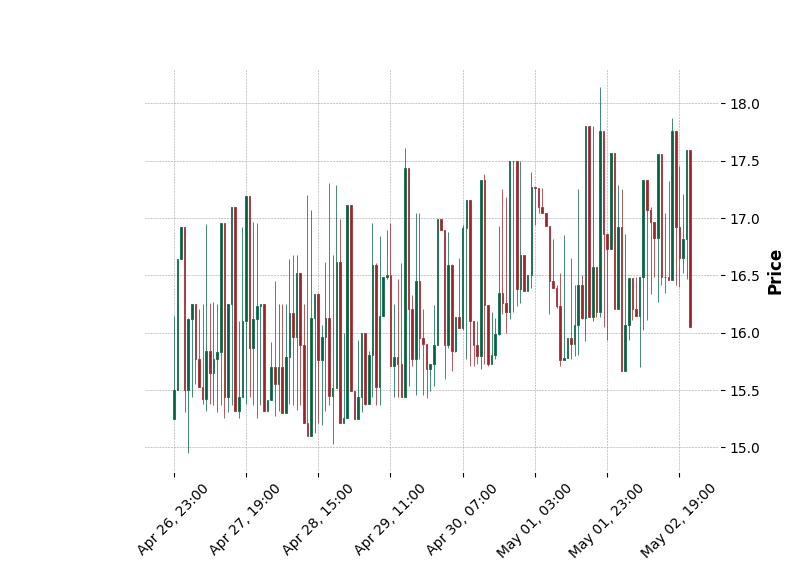 18.0
17.5
17.0
16.5
16.0
15.5
15.0
Price
Apr 26, 23:00
Apr 27, 19:00
Apr 28, 15:00
Apr 29, 11:00
Apr 30, 07:00
May 01, 03:00
May 01, 23:00
May 02, 19:00